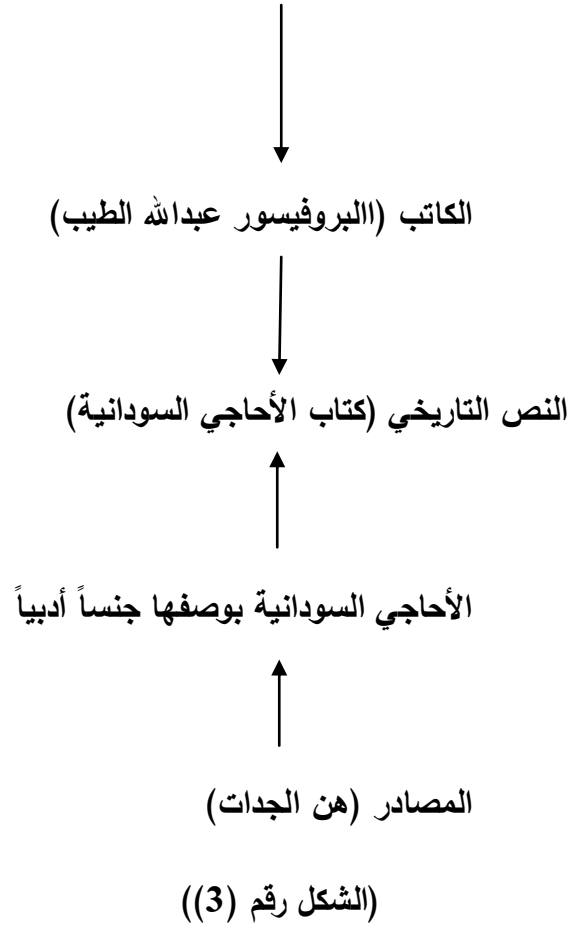 الكاتب (االبروفيسور عبدالله الطيب)
النص التاريخي (كتاب الأحاجي السودانية)
الأحاجي السودانية بوصفها جنساً أدبياً
المصادر (هن الجدات)
(الشكل رقم (3))